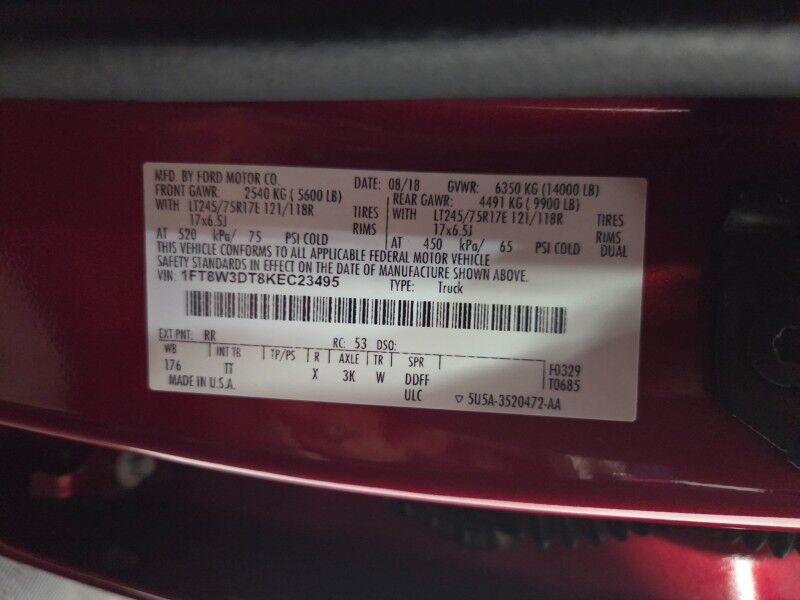 MFD. BY FORD MOTOR CO. DATE: 08/18 GVWR: 6350 KG (14000 LB)
FRONT GAWR: 2540 KG ( 5600 LB) REAR GAWR: 4491 KG ( 9900 LB)
WITH LT245/75R17E 121/118R TIRES WITH LT245/75R17E 121/118R TIRES
17x6.5J RIMS 17x6.5J RIMS
AT 520 kPa/ 75 PSI COLD AT 450 kPa/ 65 PSI COLD DUAL
THIS VEHICLE CONFORMS TO ALL APPLICABLE FEDERAL MOTOR VEHICLE
SAFETY STANDARDS IN EFFECT ON THE DATE OF MANUFACTURE SHOWN ABOVE.
VIN: 1FT8W3DT8KEC23495 TYPE: Truck
EXT PNT: RR RC: 53 DSO:
WB INT TR TP/PS R AXLE TR SPR F0329
176 TT X 3K W DDFF T0685
MADE IN U.S.A. ULC ▽ 5U5A-3520472-AA